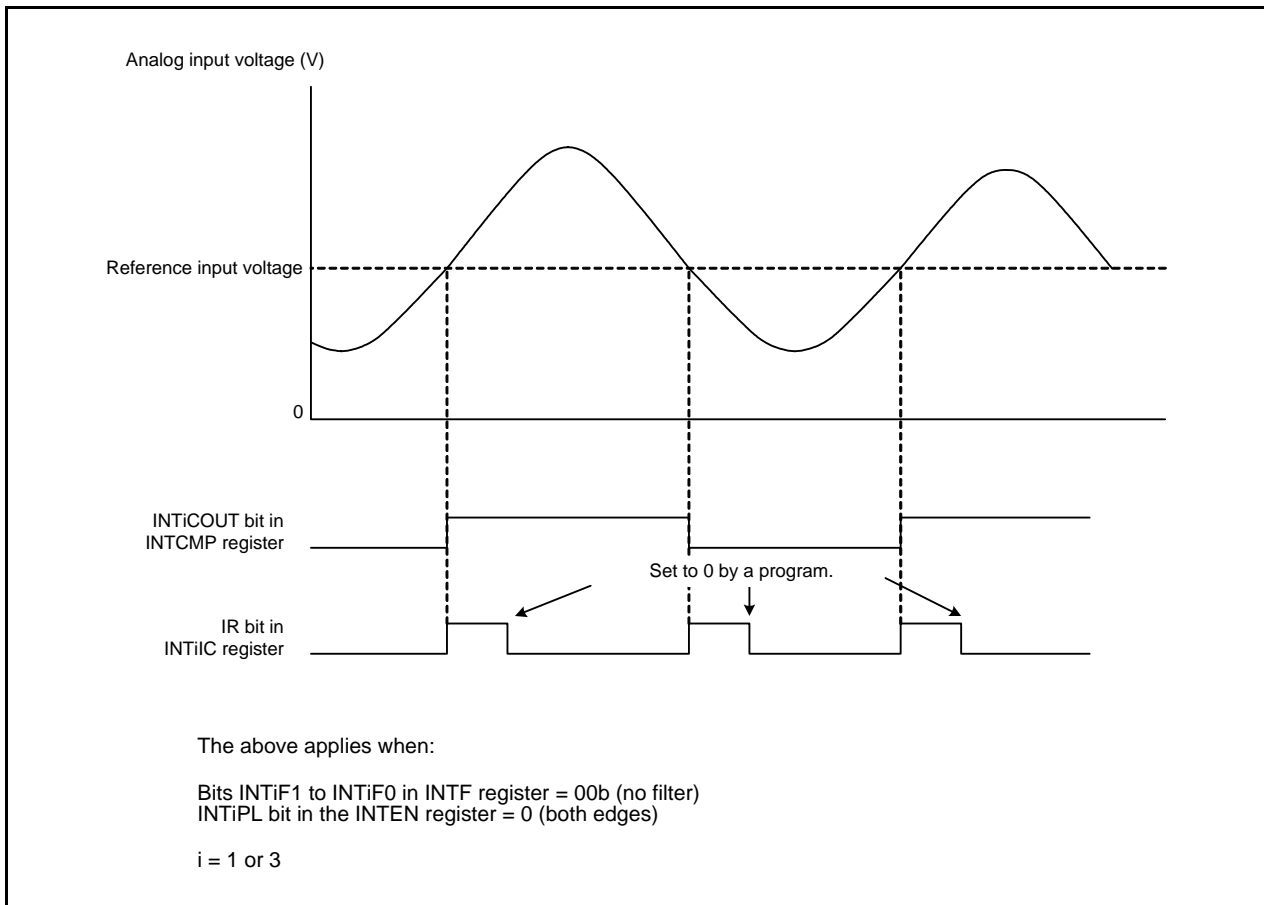 Analog input voltage (V)
Reference input voltage
0
INTiCOUT bit in
INTCMP register
Set to 0 by a program.
IR bit in
INTiIC register
The above applies when:
Bits INTiF1 to INTiF0 in INTF register = 00b (no filter)
INTiPL bit in the INTEN register = 0 (both edges)
i = 1 or 3